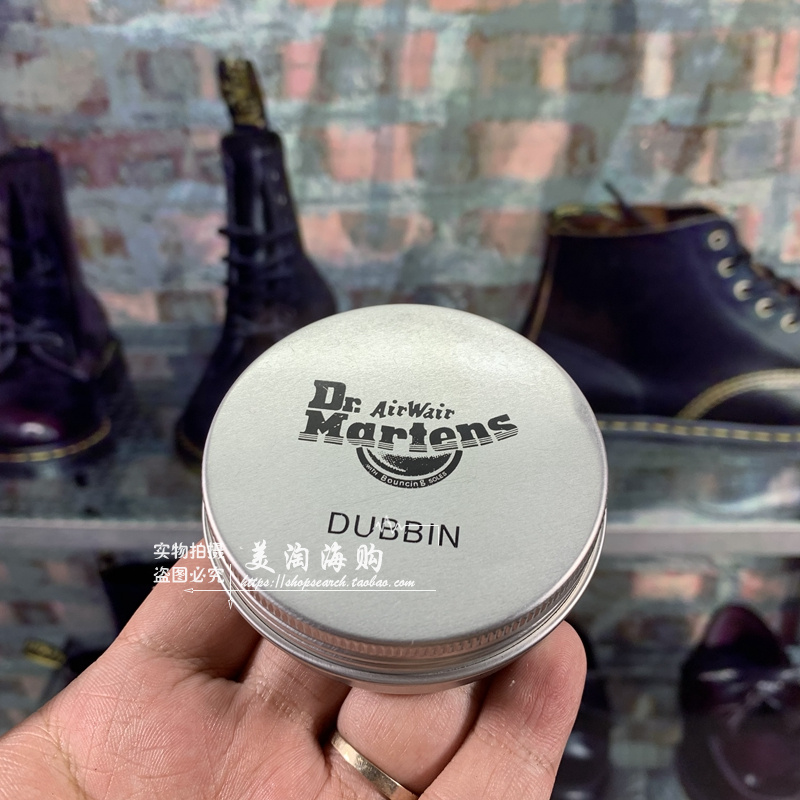 Dr. AirWair
Martens
WITH Bouncing SOLES
DUBBIN
实物拍摄
盗图必究
美淘海购
https://shopsearch.taobao.com